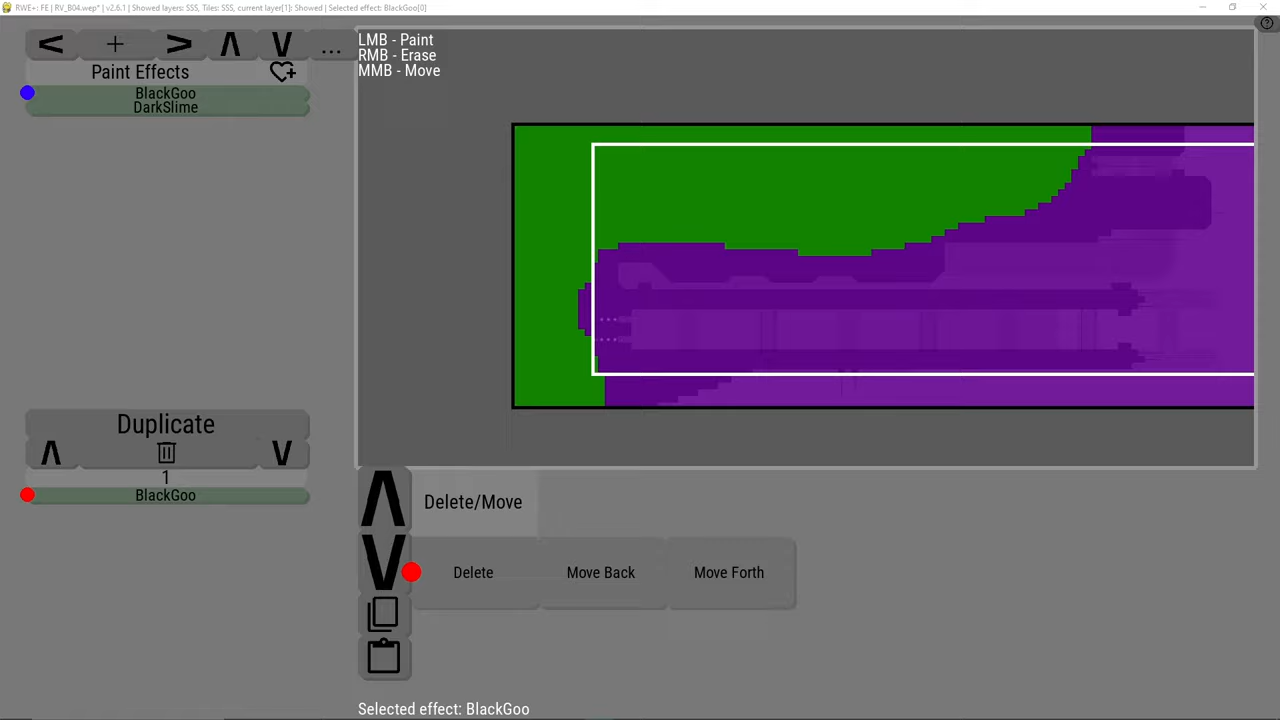 RWE+: FE | RV_B04.wep* | v2.6.1 | Showed layers: SSS, Tiles: SSS, current layer[1]: Showed | Selected effect: BlackGoo[0]
< + > Λ V ...
Paint Effects
BlackGoo
DarkSlime
LMB - Paint
RMB - Erase
MMB - Move
Duplicate
Λ V
1
BlackGoo
Λ Delete/Move
V Delete Move Back Move Forth
Selected effect: BlackGoo